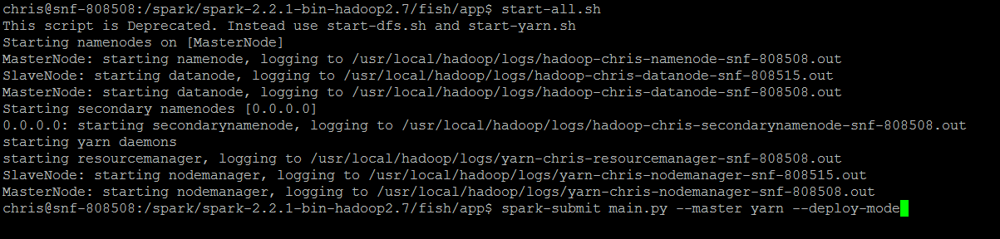 chris@snf-808508:/spark/spark-2.2.1-bin-hadoop2.7/fish/app$ start-all.sh
This script is Deprecated. Instead use start-dfs.sh and start-yarn.sh
Starting namenodes on [MasterNode]
MasterNode: starting namenode, logging to /usr/local/hadoop/logs/hadoop-chris-namenode-snf-808508.out
SlaveNode: starting datanode, logging to /usr/local/hadoop/logs/hadoop-chris-datanode-snf-808515.out
MasterNode: starting datanode, logging to /usr/local/hadoop/logs/hadoop-chris-datanode-snf-808508.out
Starting secondary namenodes [0.0.0.0]
0.0.0.0: starting secondarynamenode, logging to /usr/local/hadoop/logs/hadoop-chris-secondarynamenode-snf-808508.out
starting yarn daemons
starting resourcemanager, logging to /usr/local/hadoop/logs/yarn-chris-resourcemanager-snf-808508.out
SlaveNode: starting nodemanager, logging to /usr/local/hadoop/logs/yarn-chris-nodemanager-snf-808515.out
MasterNode: starting nodemanager, logging to /usr/local/hadoop/logs/yarn-chris-nodemanager-snf-808508.out
chris@snf-808508:/spark/spark-2.2.1-bin-hadoop2.7/fish/app$ spark-submit main.py --master yarn --deploy-mode